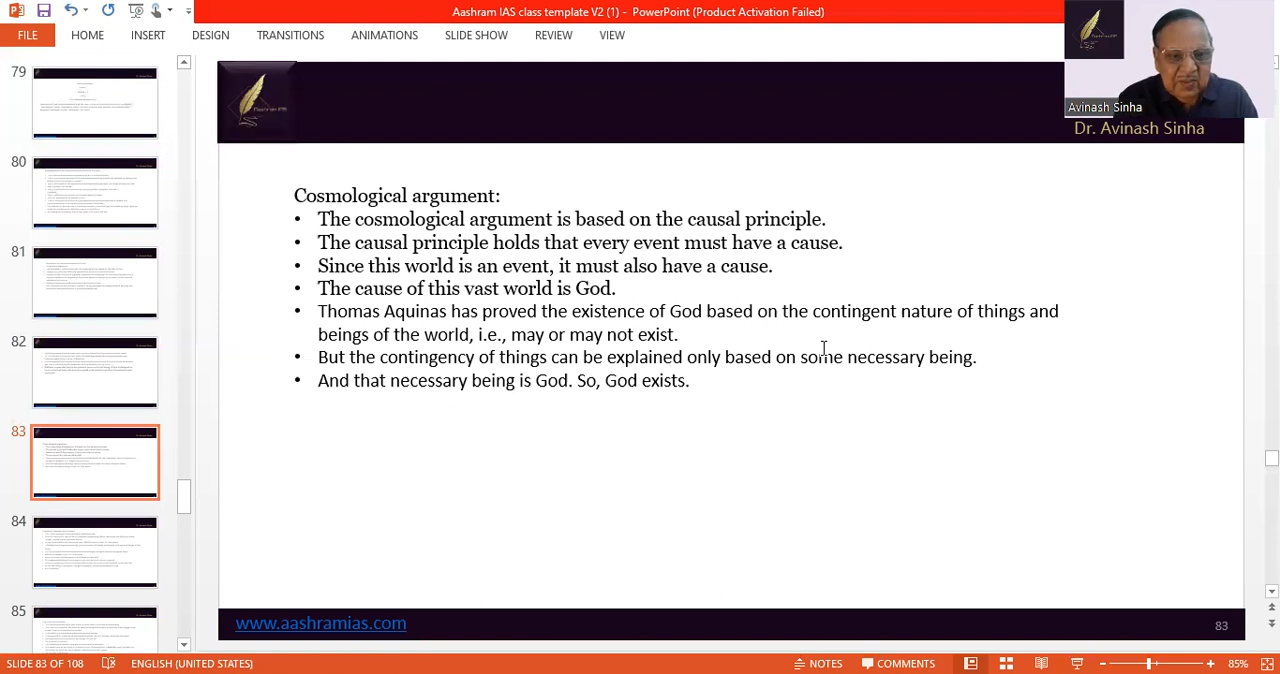 Aashram IAS class template V2 (1) - PowerPoint (Product Activation Failed)
FILE HOME INSERT DESIGN TRANSITIONS ANIMATIONS SLIDE SHOW REVIEW VIEW
Avinash Sinha
Dr. Avinash Sinha
79
80
81
82
83
84
85
Cosmological argument:
• The cosmological argument is based on the causal principle.
• The causal principle holds that every event must have a cause.
• Since this world is an event, it must also have a cause.
• The cause of this vast world is God.
• Thomas Aquinas has proved the existence of God based on the contingent nature of things and
beings of the world, i.e., may or may not exist.
• But the contingency of things can be explained only based on some necessary being.
• And that necessary being is God. So, God exists.
www.aashramias.com
83
SLIDE 83 OF 108 ENGLISH (UNITED STATES) NOTES COMMENTS 85%